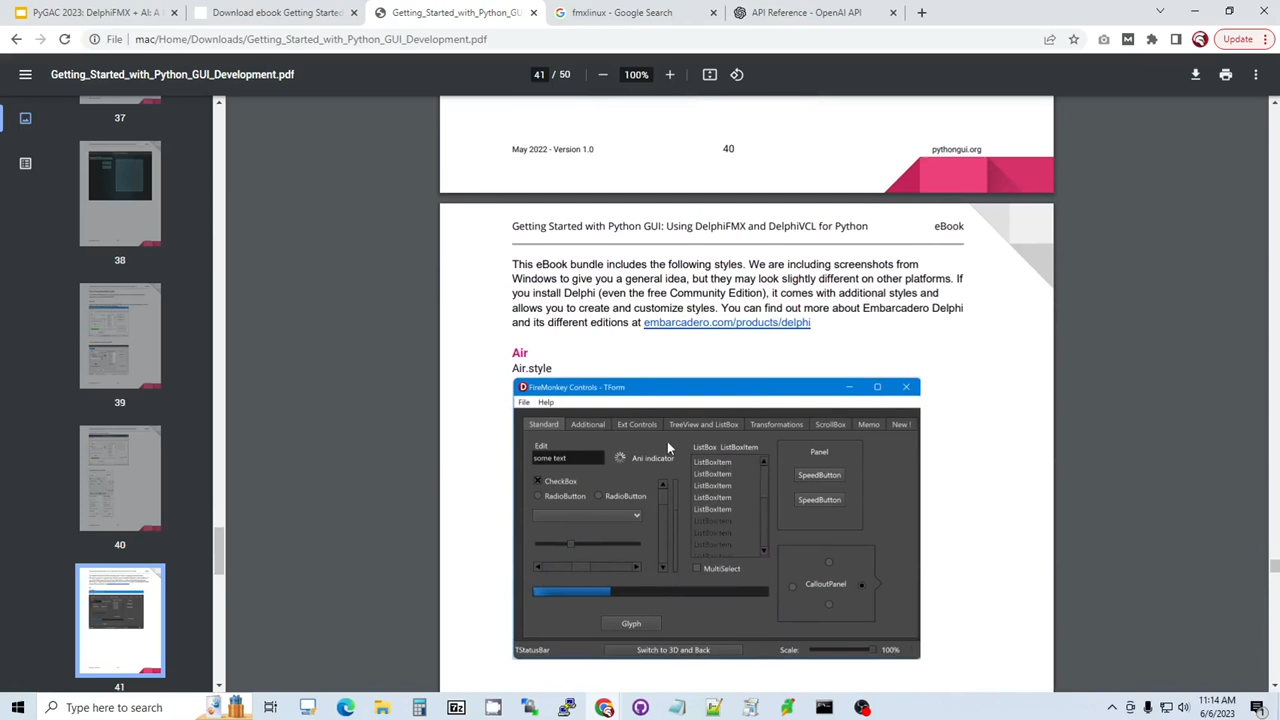 PyGAC 2023: DelphiFMX + AI: A
Download ebook Getting Started
Getting_Started_with_Python_GU
fmxlinux - Google Search
API Reference - OpenAI API
File
mac/Home/Downloads/Getting_Started_with_Python_GUI_Development.pdf
Update
Getting_Started_with_Python_GUI_Development.pdf
41 / 50
100%
37
38
39
40
41
May 2022 - Version 1.0
40
pythongui.org
Getting Started with Python GUI: Using DelphiFMX and DelphiVCL for Python
eBook
This eBook bundle includes the following styles. We are including screenshots from
Windows to give you a general idea, but they may look slightly different on other platforms. If
you install Delphi (even the free Community Edition), it comes with additional styles and
allows you to create and customize styles. You can find out more about Embarcadero Delphi
and its different editions at embarcadero.com/products/delphi
Air
Air.style
D FireMonkey Controls - TForm
File Help
Standard Additional Ext Controls TreeView and ListBox Transformations ScrollBox Memo New !
Edit
some text
Ani indicator
CheckBox
RadioButton
RadioButton
ListBox ListBoxItem
ListBoxItem
ListBoxItem
ListBoxItem
ListBoxItem
ListBoxItem
ListBoxItem
ListBoxItem
ListBoxItem
MultiSelect
Panel
SpeedButton
SpeedButton
CalloutPanel
Glyph
TStatusBar
Switch to 3D and Back
Scale:
100%
Type here to search
11:14 AM
6/6/2023